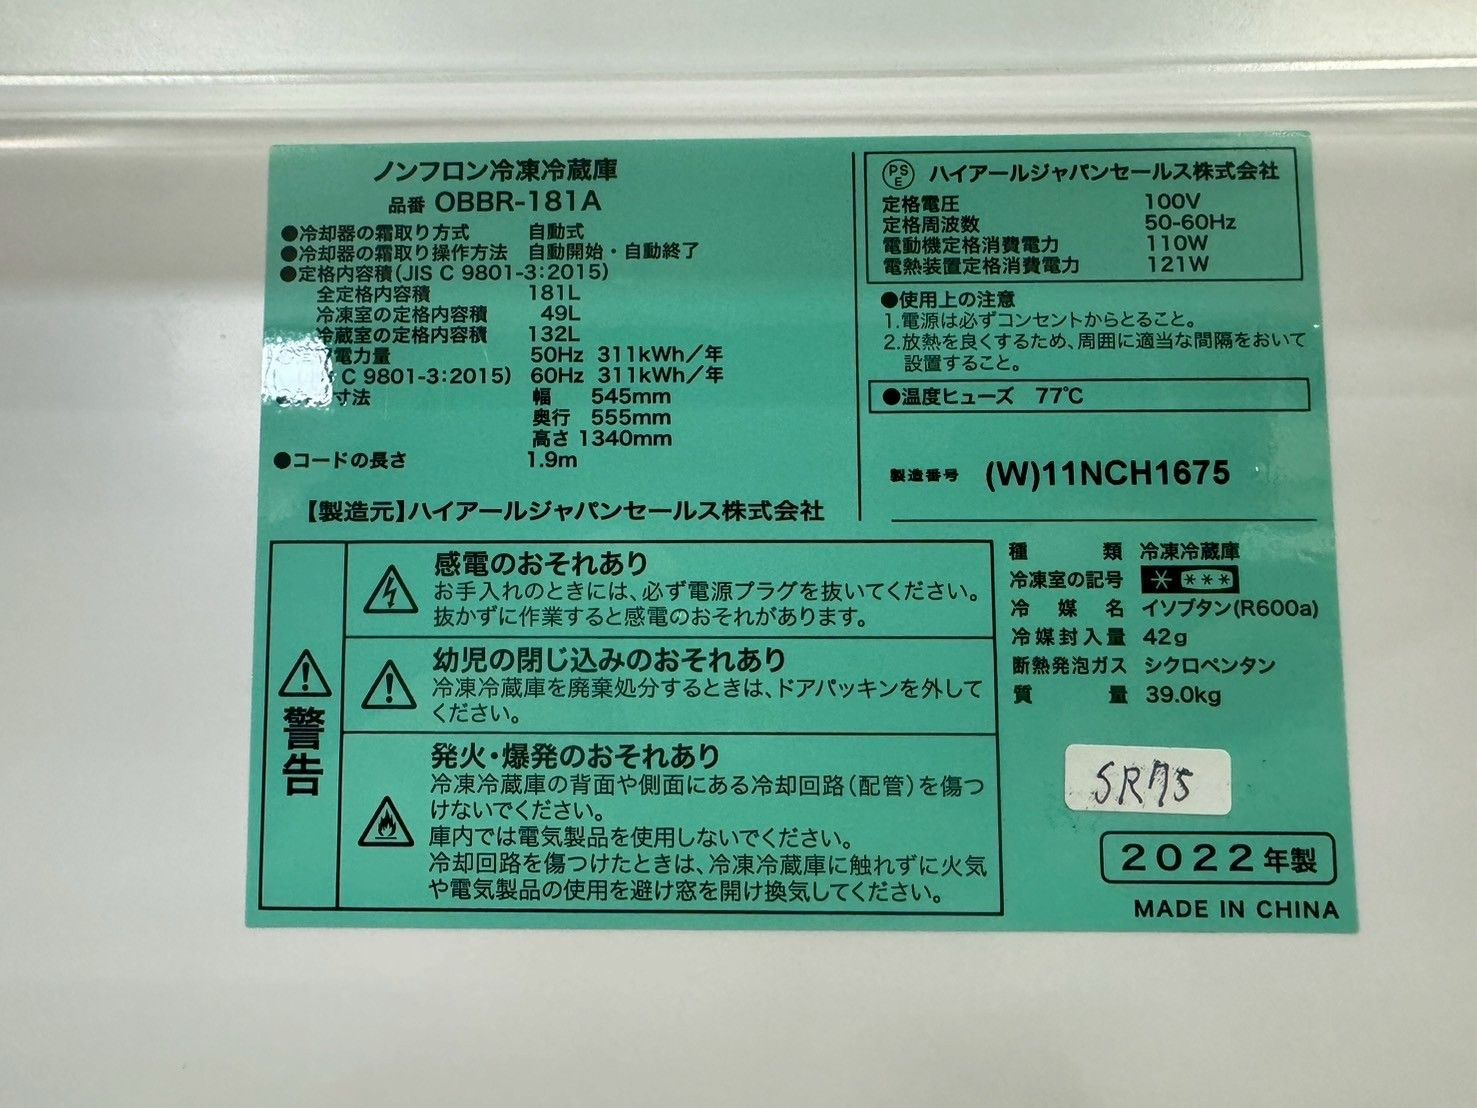 ノンフロン冷凍冷蔵庫
品番 OBBR-181A
●冷却器の霜取り方式 自動式
●冷却器の霜取り操作方法 自動開始・自動終了
●定格内容積(JIS C 9801-3:2015)
全定格内容積 181L
冷凍室の定格内容積 49L
冷蔵室の定格内容積 132L
電力量 50Hz 311kWh/年
C 9801-3:2015) 60Hz 311kWh/年
寸法 幅 545mm
奥行 555mm
高さ 1340mm
●コードの長さ 1.9m
【製造元】ハイアールジャパンセールス株式会社
PSE ハイアールジャパンセールス株式会社
定格電圧 100V
定格周波数 50-60Hz
電動機定格消費電力 110W
電熱装置定格消費電力 121W
●使用上の注意
1.電源は必ずコンセントからとること。
2.放熱を良くするため、周囲に適当な間隔をおいて
設置すること。
●温度ヒューズ 77℃
製造番号 (W)11NCH1675
警告
感電のおそれあり
お手入れのときには、必ず電源プラグを抜いてください。
抜かずに作業すると感電のおそれがあります。
幼児の閉じ込みのおそれあり
冷凍冷蔵庫を廃棄処分するときは、ドアパッキンを外して
ください。
発火・爆発のおそれあり
冷凍冷蔵庫の背面や側面にある冷却回路(配管)を傷つ
けないでください。
庫内では電気製品を使用しないでください。
冷却回路を傷つけたときは、冷凍冷蔵庫に触れずに火気
や電気製品の使用を避け窓を開け換気してください。
種類 冷凍冷蔵庫
冷凍室の記号 * ***
冷媒名 イソブタン(R600a)
冷媒封入量 42g
断熱発泡ガス シクロペンタン
質量 39.0kg
SR75
2022年製
MADE IN CHINA